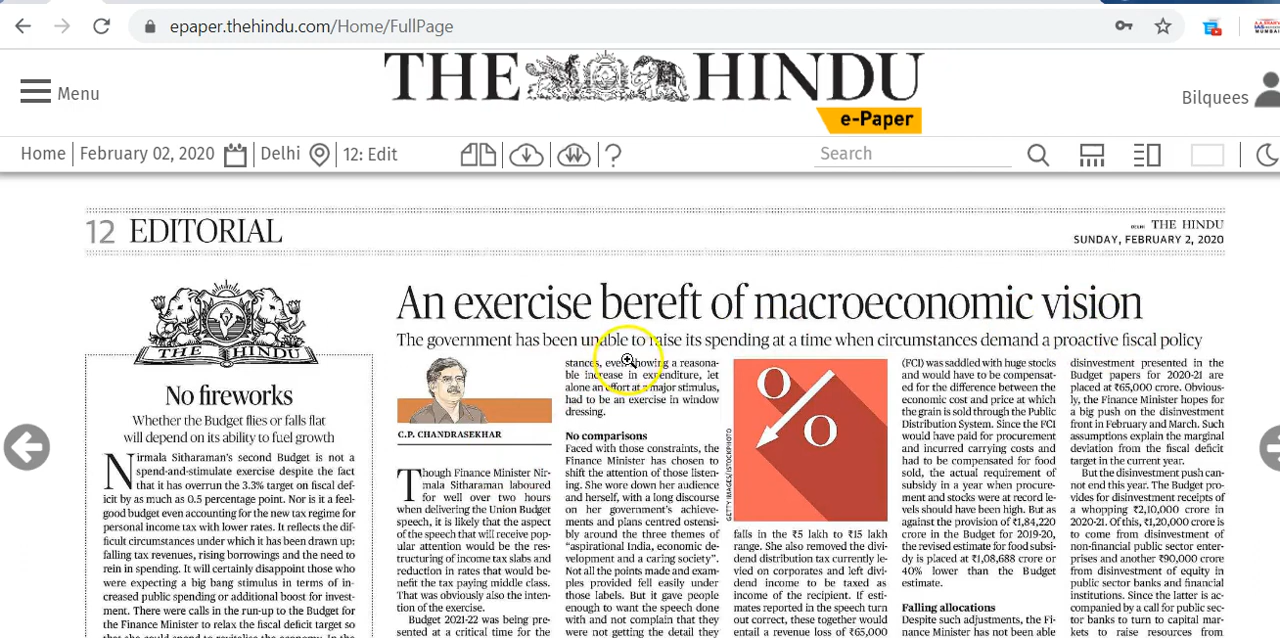 epaper.thehindu.com/Home/FullPage
Menu
THE HINDU
e-Paper
Bilquees
Home
February 02, 2020
Delhi
12: Edit
?
Search
12 EDITORIAL
DELHI THE HINDU
SUNDAY, FEBRUARY 2, 2020
THE HINDU
No fireworks
Whether the Budget flies or falls flat
will depend on its ability to fuel growth
Nirmala Sitharaman's second Budget is not a
spend-and-stimulate exercise despite the fact
that it has overrun the 3.3% target on fiscal def-
icit by as much as 0.5 percentage point. Nor is it a feel-
good budget even accounting for the new tax regime for
personal income tax with lower rates. It reflects the dif-
ficult circumstances under which it has been drawn up:
falling tax revenues, rising borrowings and the need to
rein in spending. It will certainly disappoint those who
were expecting a big bang stimulus in terms of in-
creased public spending or additional boost for invest-
ment. There were calls in the run-up to the Budget for
the Finance Minister to relax the fiscal deficit target so
that she could spend to revitalise the economy. In the
An exercise bereft of macroeconomic vision
The government has been unable to raise its spending at a time when circumstances demand a proactive fiscal policy
C.P. CHANDRASEKHAR
Though Finance Minister Nir-
mala Sitharaman laboured
for well over two hours
when delivering the Union Budget
speech, it is likely that the aspect
of the speech that will receive pop-
ular attention would be the res-
tructuring of income tax slabs and
reduction in rates that would be-
nefit the tax paying middle class.
That was obviously also the inten-
tion of the exercise.
Budget 2021-22 was being pre-
sented at a critical time for the
stances, even showing a reasona-
ble increase in expenditure, let
alone an effort at a major stimulus,
had to be an exercise in window
dressing.
No comparisons
Faced with those constraints, the
Finance Minister has chosen to
shift the attention of those listen-
ing. She wore down her audience
and herself, with a long discourse
on her government's achieve-
ments and plans centred ostensi-
bly around the three themes of
"aspirational India, economic de-
velopment and a caring society".
Not all the points made and exam-
ples provided fell easily under
those labels. But it gave people
enough to want the speech done
with and not complain that they
were not getting the detail they
GETTY IMAGES/ISTOCKPHOTO
falls in the ₹5 lakh to ₹15 lakh
range. She also removed the divi-
dend distribution tax currently le-
vied on corporates and left divi-
dend income to be taxed as
income of the recipient. If esti-
mates reported in the speech turn
out correct, these together would
entail a revenue loss of ₹65,000
(FCI) was saddled with huge stocks
and would have to be compensat-
ed for the difference between the
economic cost and price at which
the grain is sold through the Public
Distribution System. Since the FCI
would have paid for procurement
and incurred carrying costs and
had to be compensated for food
sold, the actual requirement of
subsidy in a year when procure-
ment and stocks were at record le-
vels should have been high. But as
against the provision of ₹1,84,220
crore in the Budget for 2019-20,
the revised estimate for food subsi-
dy is placed at ₹1,08,688 crore or
40% lower than the Budget
estimate.
Falling allocations
Despite such adjustments, the Fi-
nance Minister has not been able
disinvestment presented in the
Budget papers for 2020-21 are
placed at ₹65,000 crore. Obvious-
ly, the Finance Minister hopes for
a big push on the disinvestment
front in February and March. Such
assumptions explain the marginal
deviation from the fiscal deficit
target in the current year.
But the disinvestment push can-
not end this year. The Budget pro-
vides for disinvestment receipts of
a whopping ₹2,10,000 crore in
2020-21. Of this, ₹1,20,000 crore is
to come from disinvestment of
non-financial public sector enter-
prises and another ₹90,000 crore
from disinvestment of equity in
public sector banks and financial
institutions. Since the latter is ac-
companied by a call for public sec-
tor banks to turn to capital mar-
kets to raise resources,